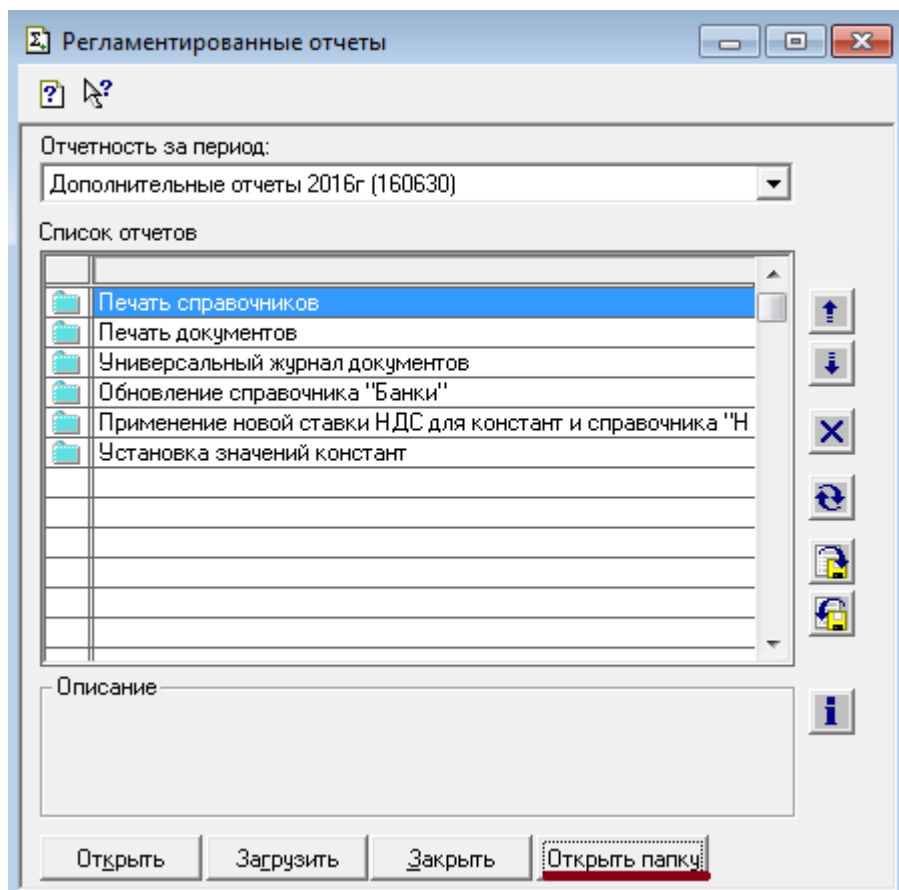 Регламентированные отчеты
Отчетность за период:
Дополнительные отчеты 2016г (160630)
Список отчетов
Печать справочников
Печать документов
Универсальный журнал документов
Обновление справочника "Банки"
Применение новой ставки НДС для констант и справочника "Н
Установка значений констант
Описание
Открыть Загрузить Закрыть Открыть папку